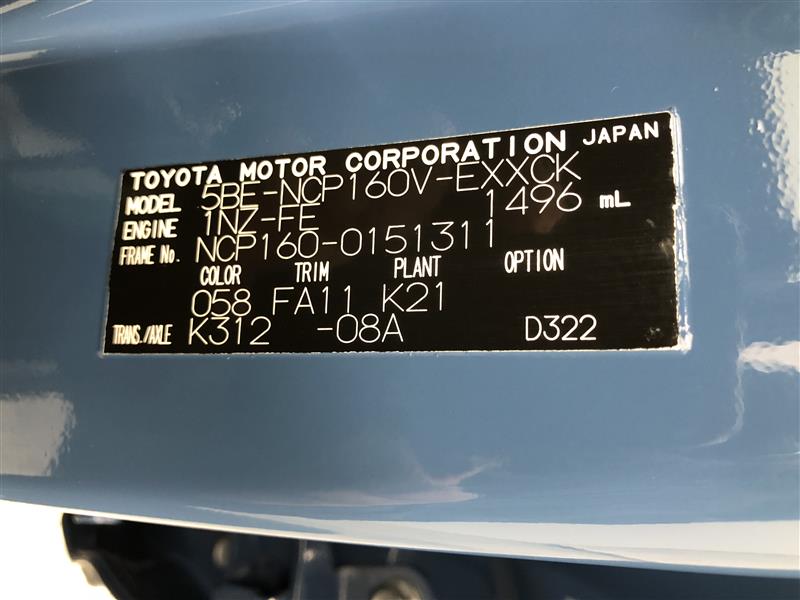 TOYOTA MOTOR CORPORATION JAPAN
MODEL 5BE-NCP160V-EXXCK
ENGINE 1NZ-FE 1496 mL
FRAME No. NCP160-0151311
COLOR TRIM PLANT OPTION
058 FA11 K21
TRANS./AXLE K312 -08A D322